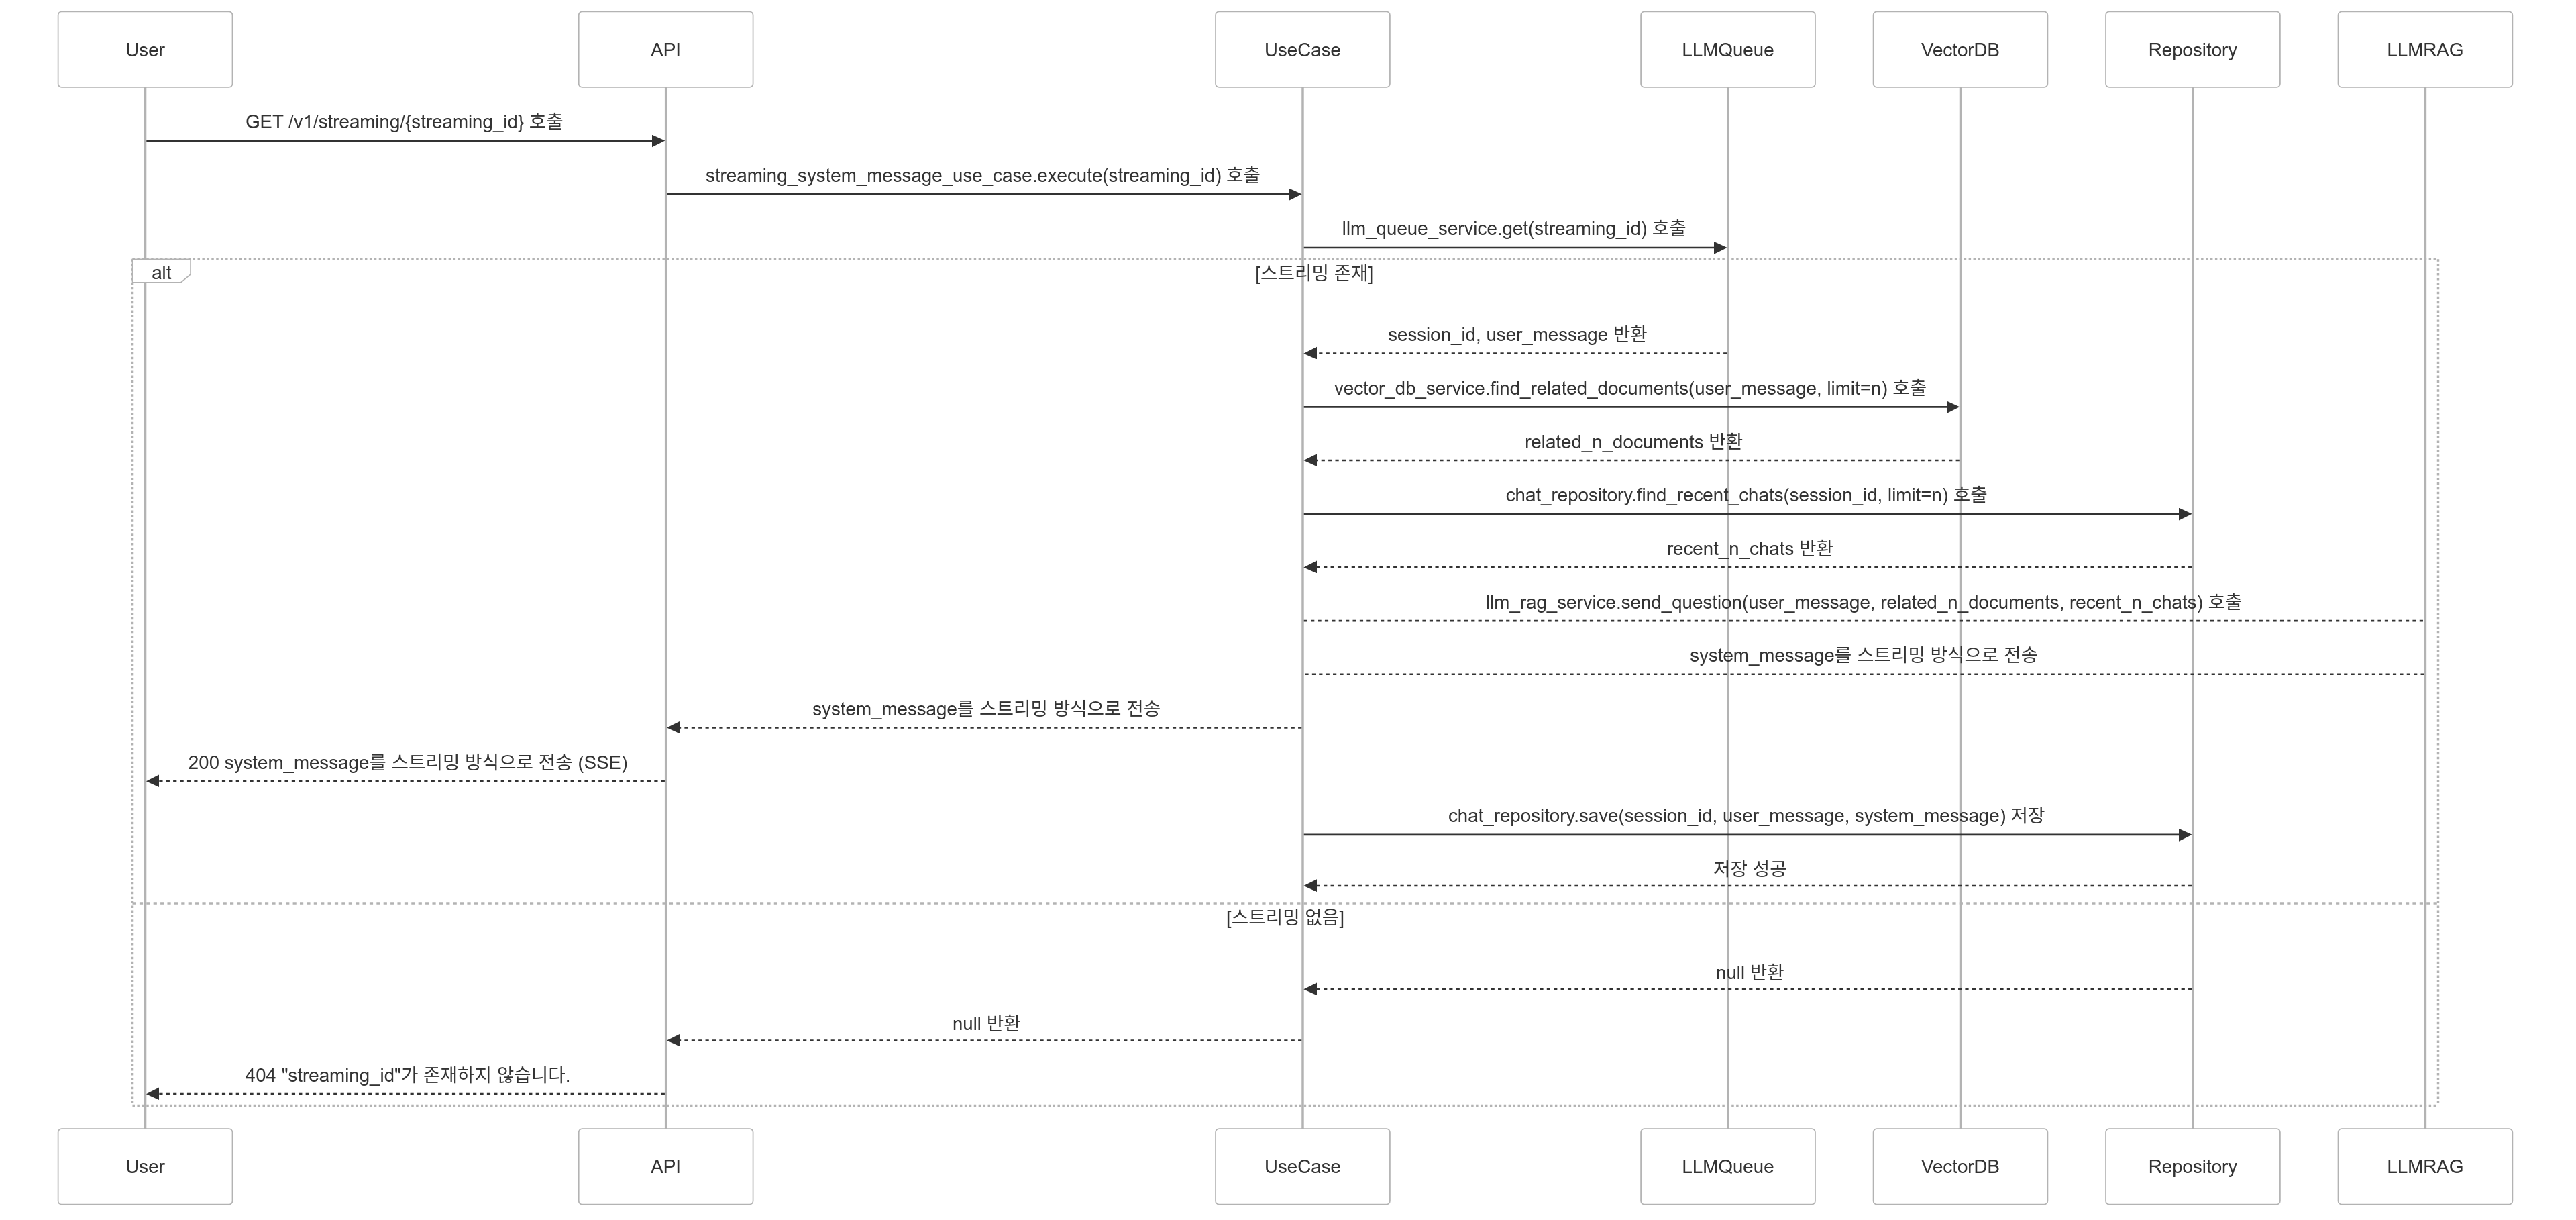 User
API
UseCase
LLMQueue
VectorDB
Repository
LLMRAG
GET /v1/streaming/{streaming_id} 호출
streaming_system_message_use_case.execute(streaming_id) 호출
llm_queue_service.get(streaming_id) 호출
alt
[스트리밍 존재]
session_id, user_message 반환
vector_db_service.find_related_documents(user_message, limit=n) 호출
related_n_documents 반환
chat_repository.find_recent_chats(session_id, limit=n) 호출
recent_n_chats 반환
llm_rag_service.send_question(user_message, related_n_documents, recent_n_chats) 호출
system_message를 스트리밍 방식으로 전송
system_message를 스트리밍 방식으로 전송
200 system_message를 스트리밍 방식으로 전송 (SSE)
chat_repository.save(session_id, user_message, system_message) 저장
저장 성공
[스트리밍 없음]
null 반환
null 반환
404 "streaming_id"가 존재하지 않습니다.
User
API
UseCase
LLMQueue
VectorDB
Repository
LLMRAG